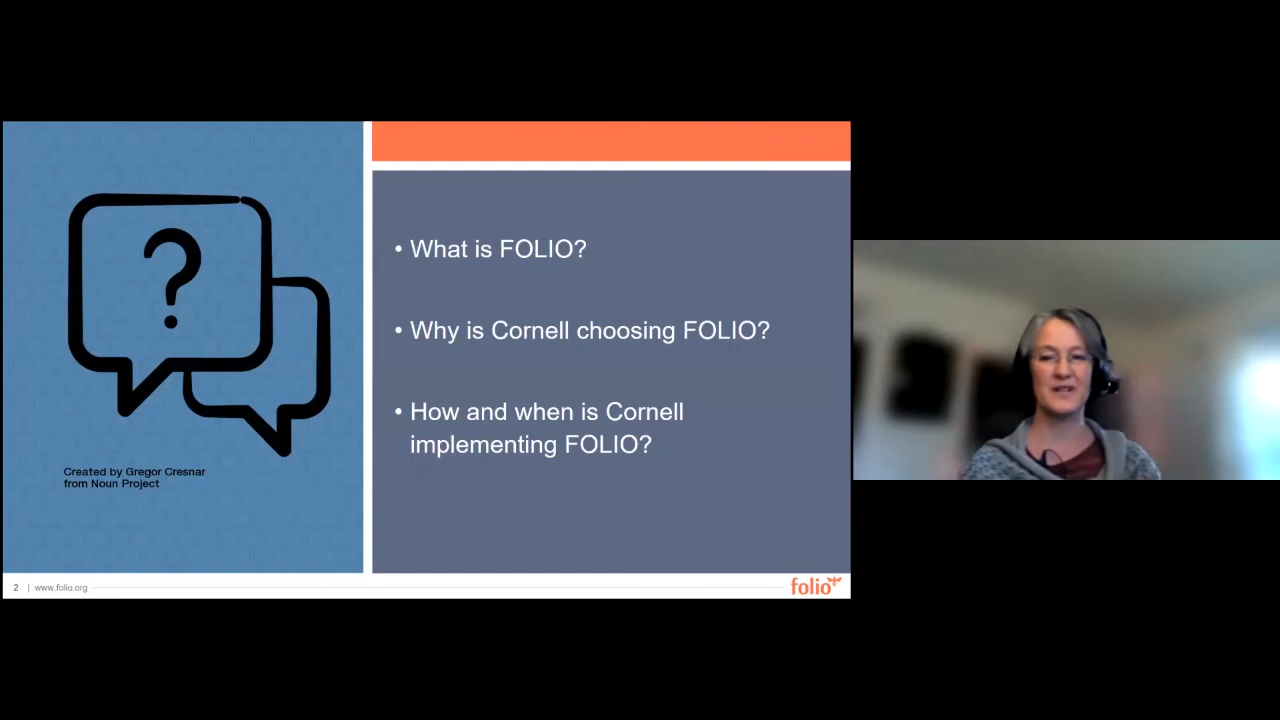 ?
• What is FOLIO?
• Why is Cornell choosing FOLIO?
• How and when is Cornell
implementing FOLIO?
Created by Gregor Cresnar
from Noun Project
2 | www.folio.org
folio